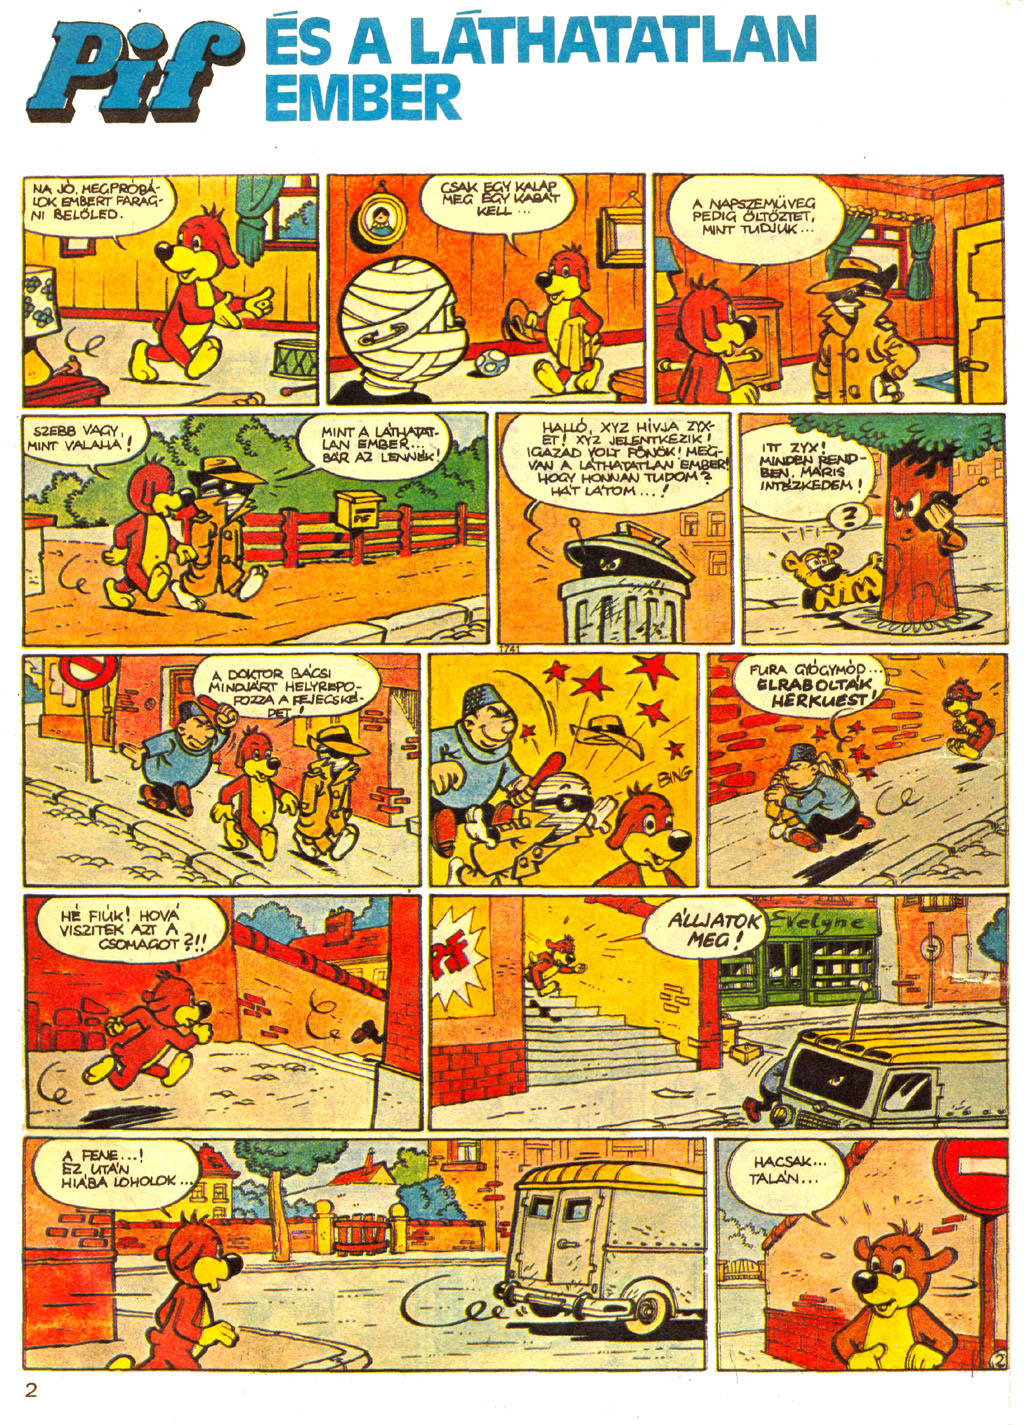 Pif
ÉS A LÁTHATATLAN
EMBER
NA JÓ, MEGPRÓBÁ-
LOK EMBERT FARAG-
NI BELŐLED.
CSAK EGY KALAP
MEG EGY KABÁT
KELL ...
A NAPSZEMÜVEG
PEDIG ÖLTÖZTET,
MINT TUDJUK...
SZEBB VAGY,
MINT VALAHA!
MINT A LÁTHATAT-
LAN EMBER...
BÁR AZ LENNÉK!
PIF
HALLÓ, XYZ HÍVJA ZYX-
ET! XYZ JELENTKEZIK!
IGAZAD VOLT FŐNÖK! MEG-
VAN A LÁTHATATLAN EMBER!
HOGY HONNAN TUDOM?
HÁT LÁTOM...!
ITT ZYX!
MINDEN REND-
BEN, MÁRIS
INTÉZKEDEM!
?
1741
A DOKTOR BÁCSI
MINDJÁRT HELYREPO-
FOZZA A FEJECSKÉ-
DET!
BING
FURA GYÓGYMÓD...
ELRABOLTÁK
HERKUEST!
HÉ FIÚK! HOVÁ
VISZITEK AZT A
CSOMAGOT?!!
PIF
ÁLLJATOK
MEG!
Evelyne
A FENE...!
EZ UTÁN
HIÁBA LOHOLOK...
HACSAK...
TALÁN...
2
2